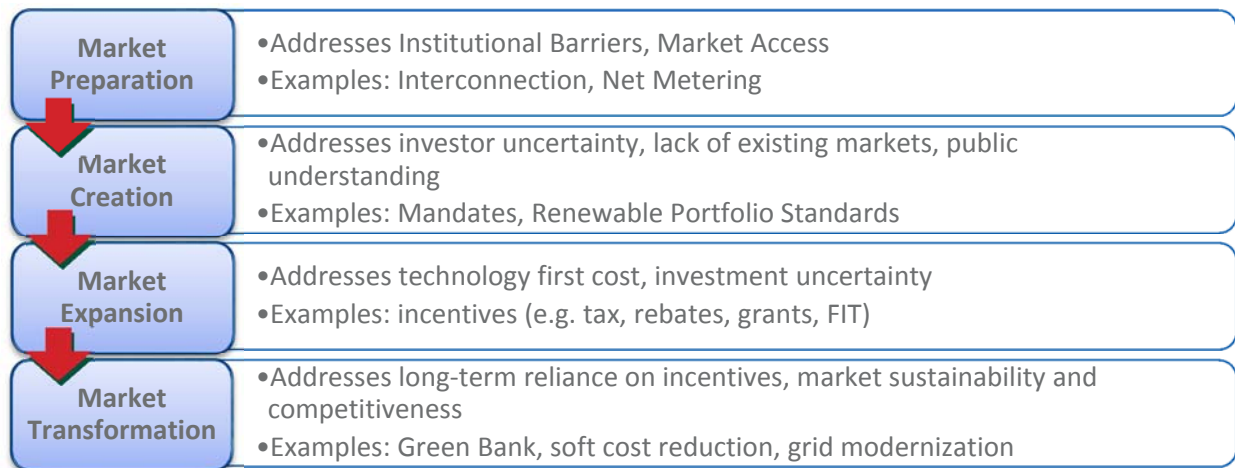 Market
Preparation
•Addresses Institutional Barriers, Market Access
•Examples: Interconnection, Net Metering
Market
Creation
•Addresses investor uncertainty, lack of existing markets, public
understanding
•Examples: Mandates, Renewable Portfolio Standards
Market
Expansion
•Addresses technology first cost, investment uncertainty
•Examples: incentives (e.g. tax, rebates, grants, FIT)
Market
Transformation
•Addresses long-term reliance on incentives, market sustainability and
competitiveness
•Examples: Green Bank, soft cost reduction, grid modernization